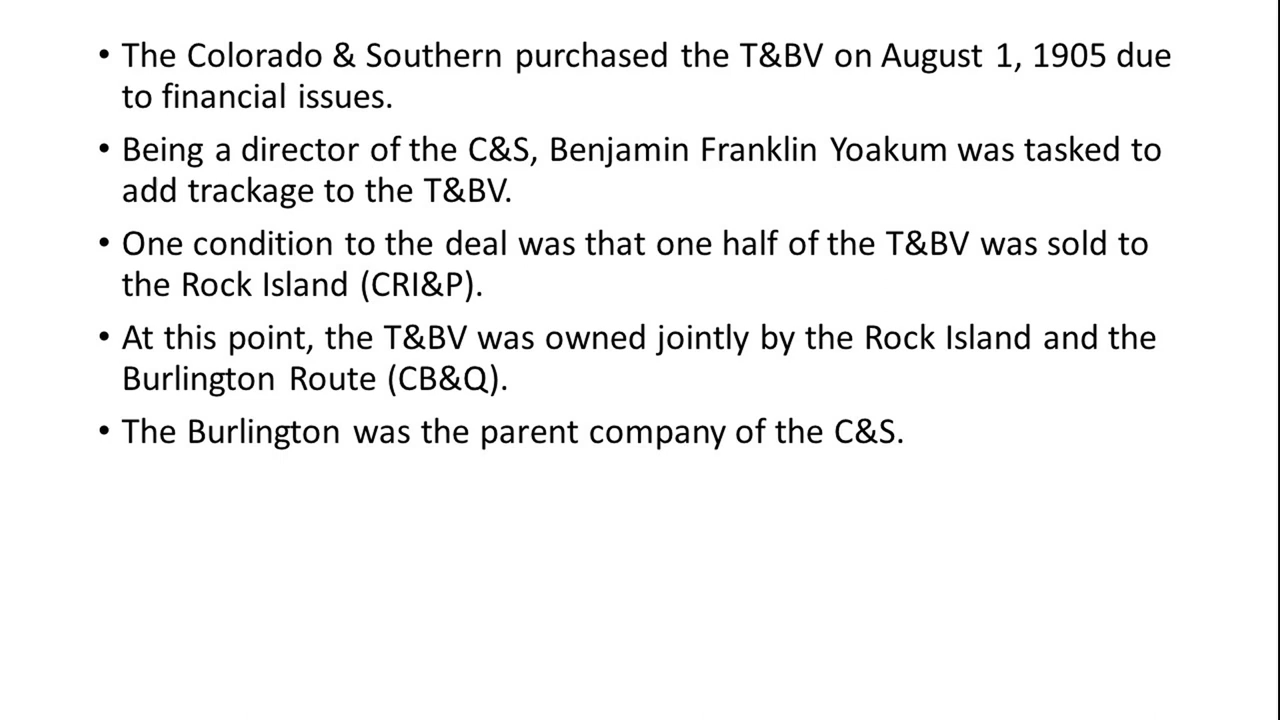 • The Colorado & Southern purchased the T&BV on August 1, 1905 due
to financial issues.
• Being a director of the C&S, Benjamin Franklin Yoakum was tasked to
add trackage to the T&BV.
• One condition to the deal was that one half of the T&BV was sold to
the Rock Island (CRI&P).
• At this point, the T&BV was owned jointly by the Rock Island and the
Burlington Route (CB&Q).
• The Burlington was the parent company of the C&S.